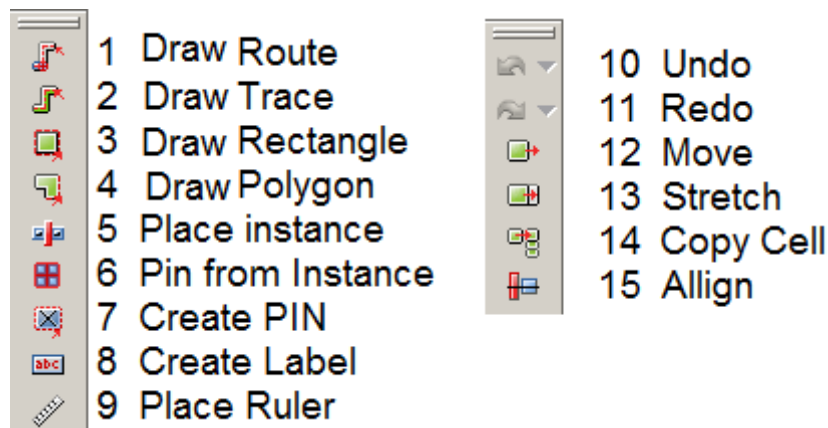 1 Draw Route
2 Draw Trace
3 Draw Rectangle
4 Draw Polygon
5 Place instance
6 Pin from Instance
7 Create PIN
abc
8 Create Label
9 Place Ruler
10 Undo
11 Redo
12 Move
13 Stretch
14 Copy Cell
15 Allign